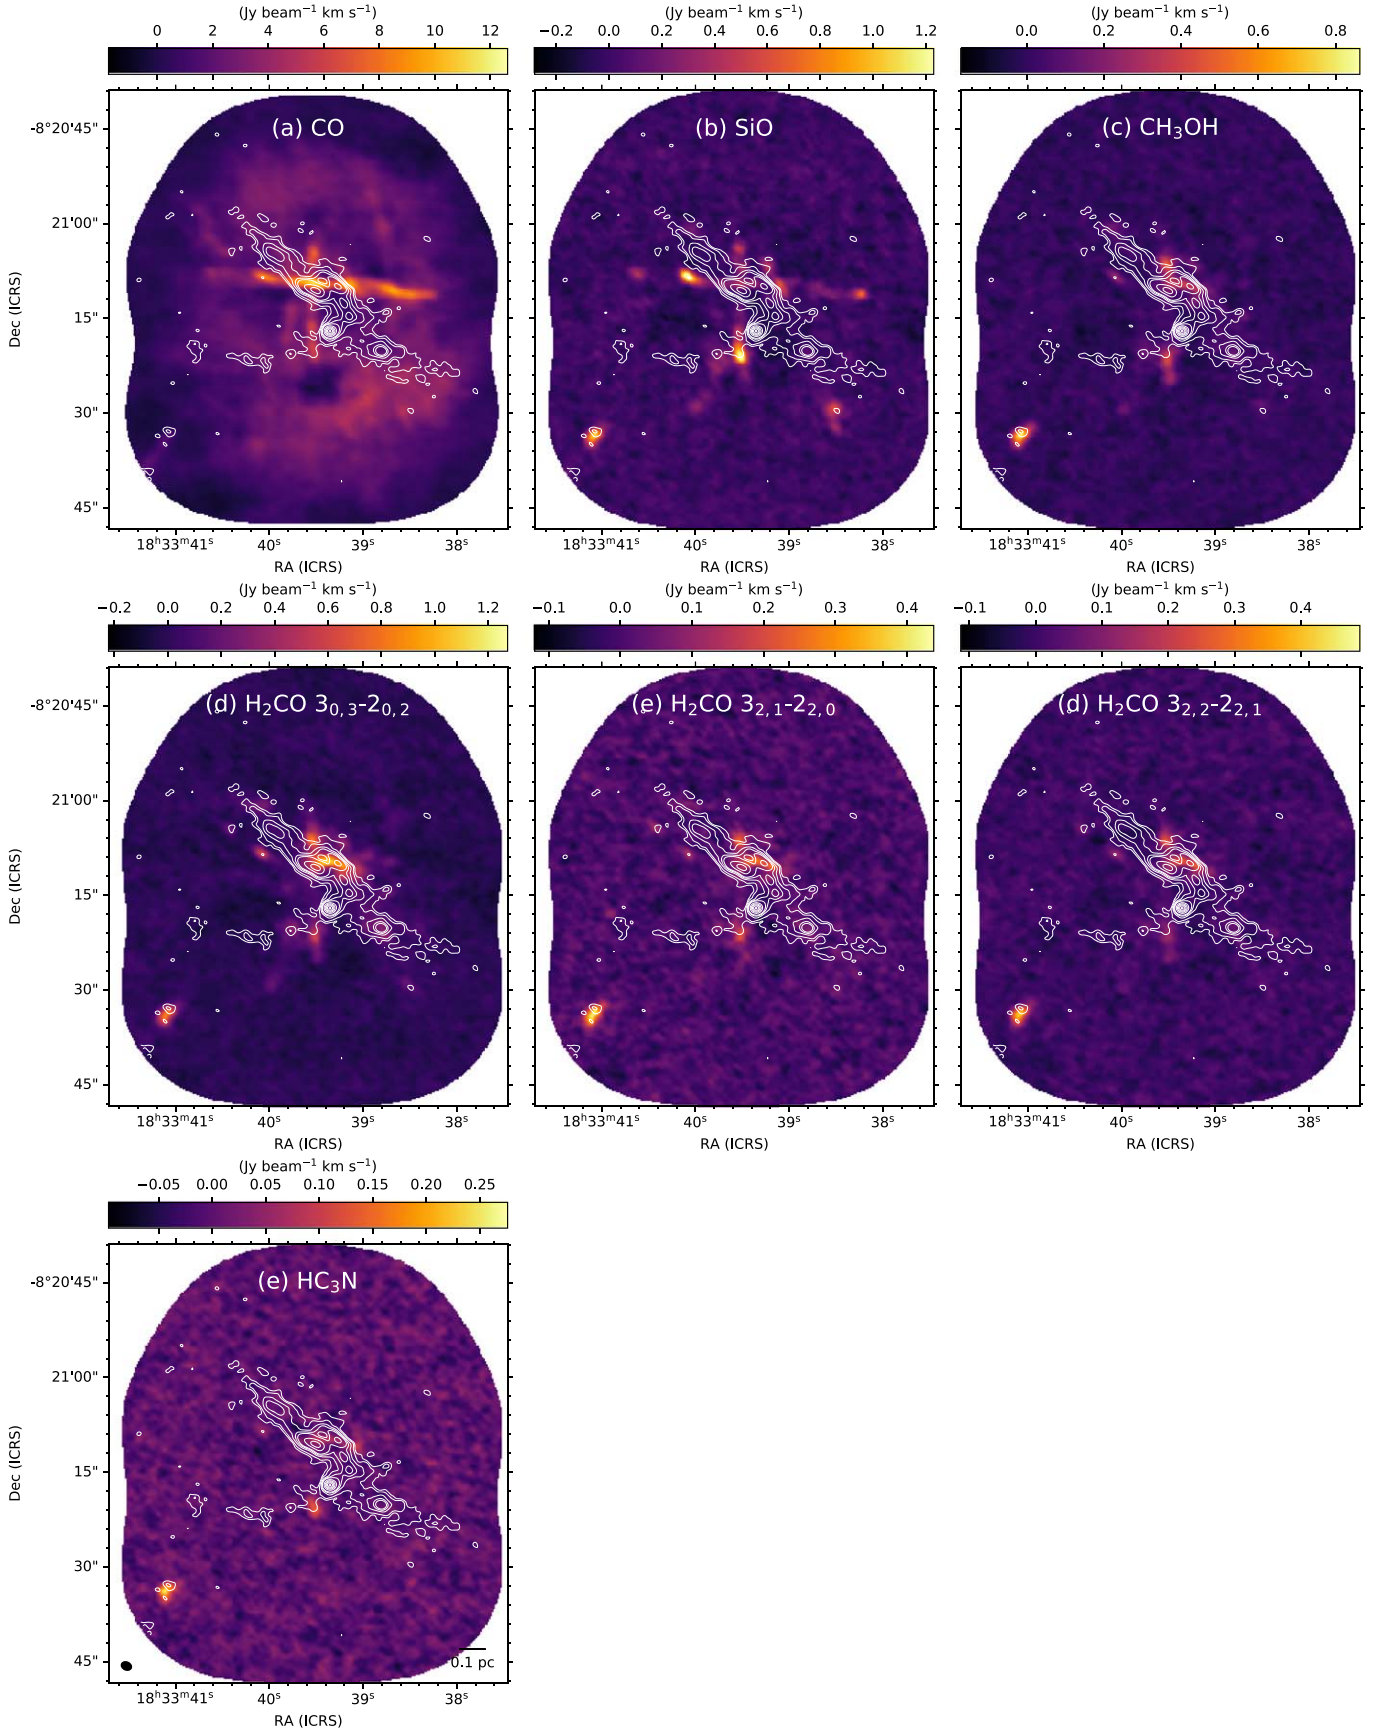 (Jy beam⁻¹ km s⁻¹) (Jy beam⁻¹ km s⁻¹) (Jy beam⁻¹ km s⁻¹)
0 2 4 6 8 10 12 −0.2 0.0 0.2 0.4 0.6 0.8 1.0 1.2 0.0 0.2 0.4 0.6 0.8
(a) CO (b) SiO (c) CH₃OH
-8°20'45"
21'00"
15"
30"
45"
Dec (ICRS)
18ʰ33ᵐ41ˢ 40ˢ 39ˢ 38ˢ 18ʰ33ᵐ41ˢ 40ˢ 39ˢ 38ˢ 18ʰ33ᵐ41ˢ 40ˢ 39ˢ 38ˢ
RA (ICRS) RA (ICRS) RA (ICRS)
(Jy beam⁻¹ km s⁻¹) (Jy beam⁻¹ km s⁻¹) (Jy beam⁻¹ km s⁻¹)
−0.2 0.0 0.2 0.4 0.6 0.8 1.0 1.2 −0.1 0.0 0.1 0.2 0.3 0.4 −0.1 0.0 0.1 0.2 0.3 0.4
(d) H₂CO 3₀,₃-2₀,₂ (e) H₂CO 3₂,₁-2₂,₀ (d) H₂CO 3₂,₂-2₂,₁
-8°20'45"
21'00"
15"
30"
45"
Dec (ICRS)
18ʰ33ᵐ41ˢ 40ˢ 39ˢ 38ˢ 18ʰ33ᵐ41ˢ 40ˢ 39ˢ 38ˢ 18ʰ33ᵐ41ˢ 40ˢ 39ˢ 38ˢ
RA (ICRS) RA (ICRS) RA (ICRS)
(Jy beam⁻¹ km s⁻¹)
−0.05 0.00 0.05 0.10 0.15 0.20 0.25
(e) HC₃N
-8°20'45"
21'00"
15"
30"
45"
Dec (ICRS)
0.1 pc
18ʰ33ᵐ41ˢ 40ˢ 39ˢ 38ˢ
RA (ICRS)